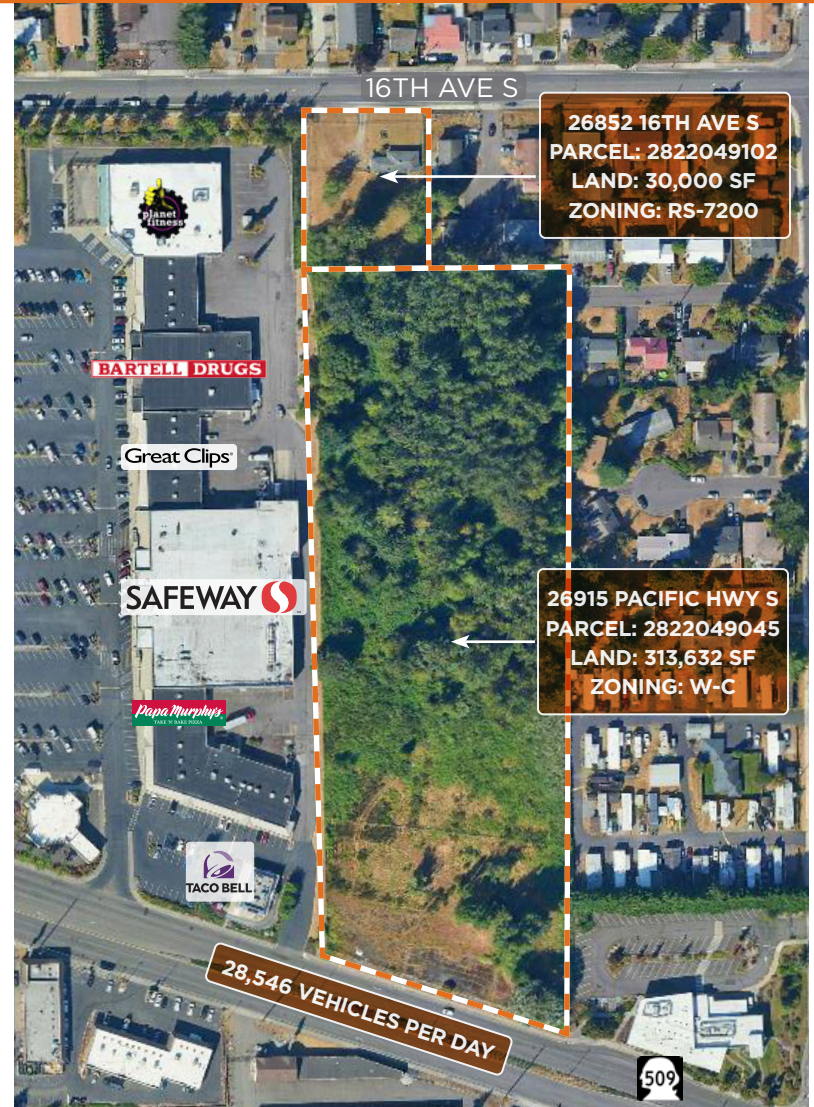 16TH AVE S
26852 16TH AVE S
PARCEL: 2822049102
LAND: 30,000 SF
ZONING: RS-7200
planet
fitness
BARTELL DRUGS
Great Clips
SAFEWAY
26915 PACIFIC HWY S
PARCEL: 2822049045
LAND: 313,632 SF
ZONING: W-C
Papa Murphy's
TAKE 'N' BAKE PIZZA
TACO BELL
28,546 VEHICLES PER DAY
509